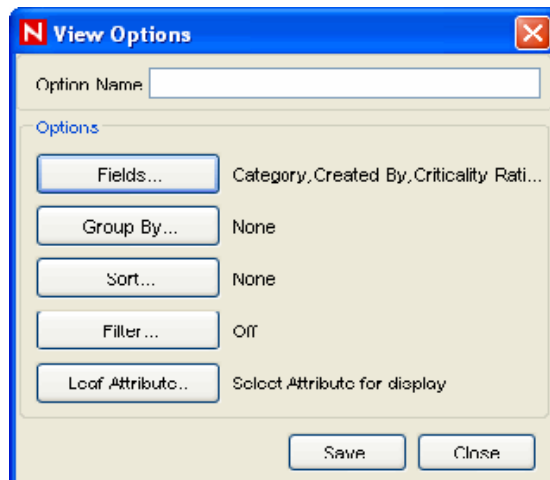 N View Options
Option Name
Options
Fields... Category,Created By,Criticality Rati...
Group By... None
Sort... None
Filter... Off
Leaf Attribute.. Select Attribute for display
Save Close